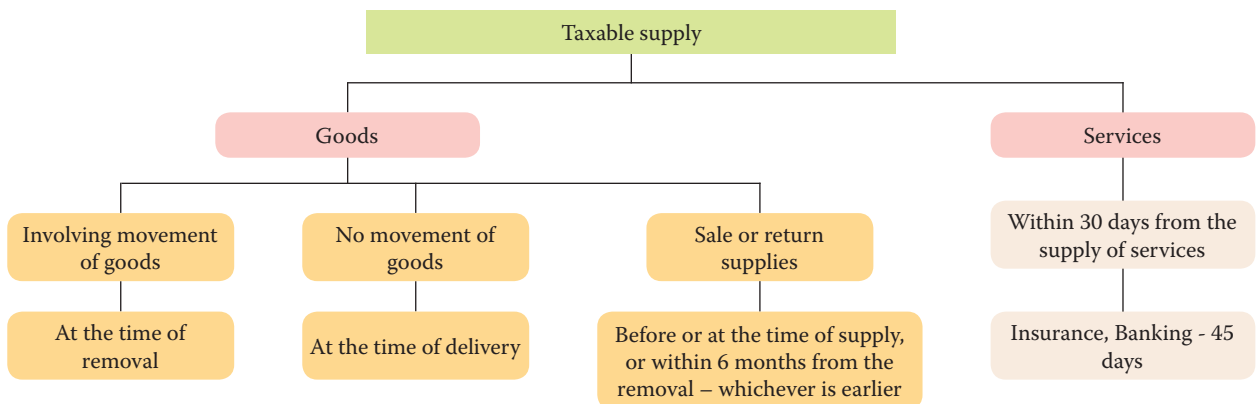 Taxable supply
Goods
Services
Involving movement
of goods
No movement of
goods
Sale or return
supplies
Within 30 days from the
supply of services
At the time of
removal
At the time of delivery
Before or at the time of supply,
or within 6 months from the
removal – whichever is earlier
Insurance, Banking - 45
days